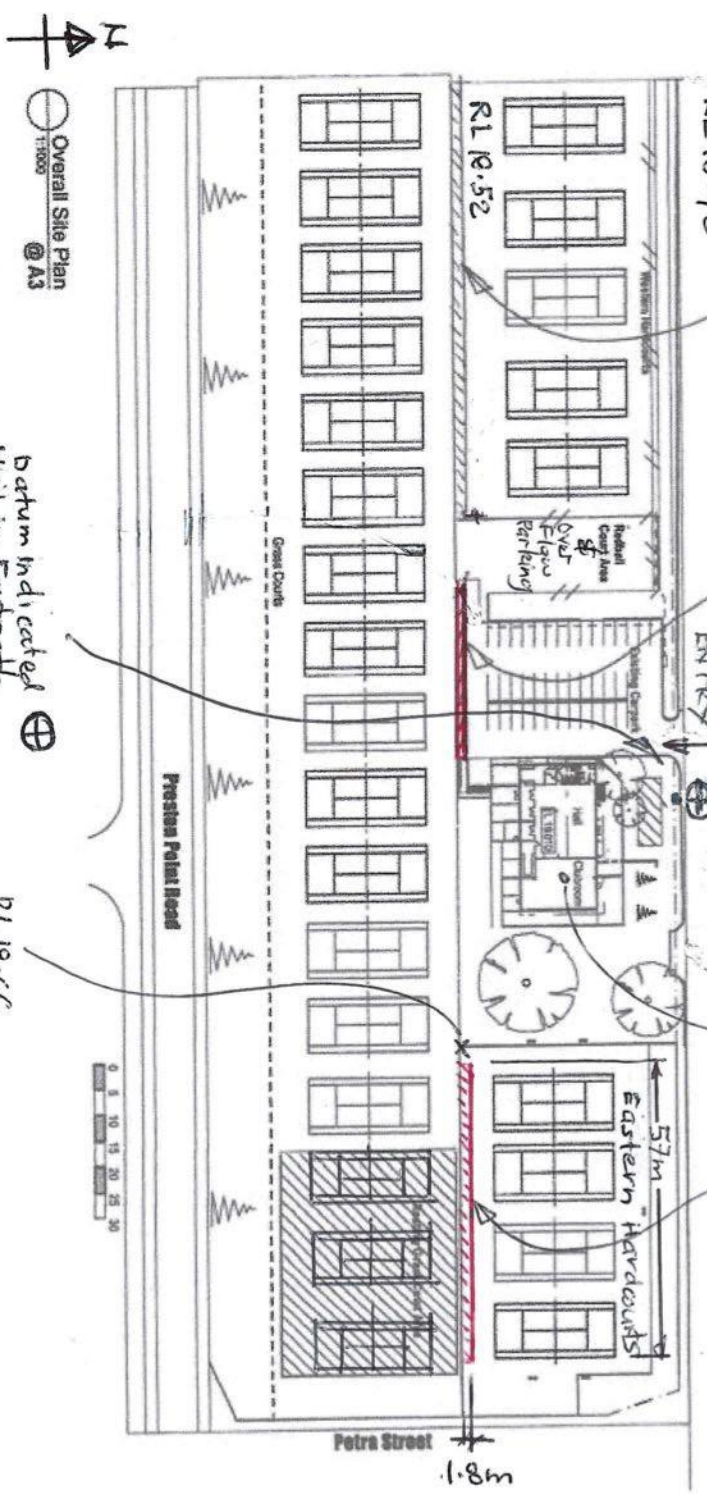 N
Overall Site Plan
1:1000
@ A3
RL 18.52
Western Hardcourts
Redball
Court Area
&
Over
Flow
Parking
Existing Carpark
ENTRY
Hall
Clubroom
57m
Eastern Hardcourts
Grass Courts
Datum indicated
Preston Point Road
0 5 10 15 20 25 30
Petra Street
1.8m